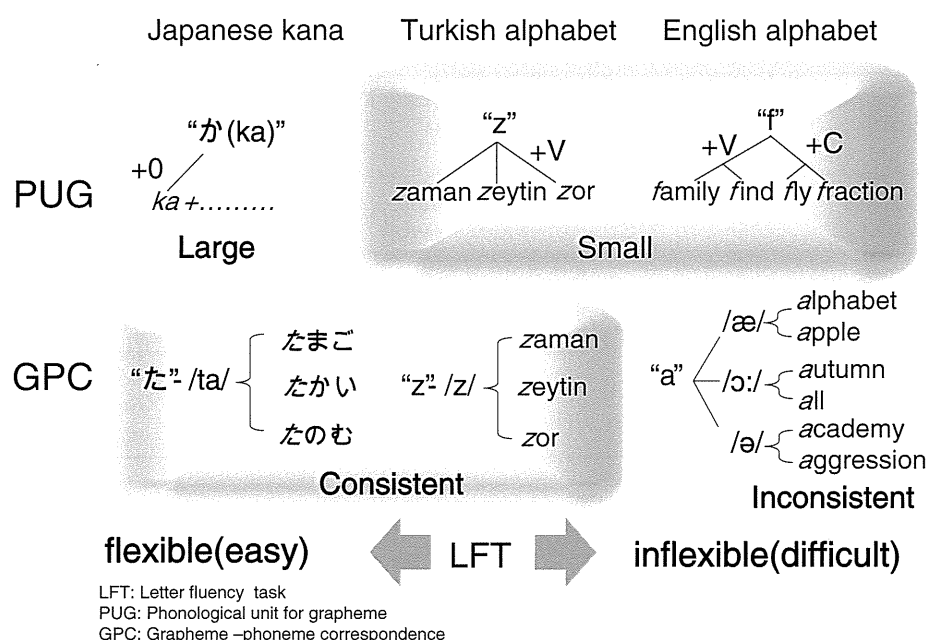 Japanese kana Turkish alphabet English alphabet
PUG
“か(ka)”
+0
ka+.........
Large
“z”
+V
zaman zeytin zor
“f”
+V +C
family find fly fraction
Small
GPC
“た”- /ta/
たまご
たかい
たのむ
“z”- /z/
zaman
zeytin
zor
Consistent
“a”
/æ/
alphabet
apple
/ɔ:/
autumn
all
/ə/
academy
aggression
Inconsistent
flexible(easy) LFT inflexible(difficult)
LFT: Letter fluency task
PUG: Phonological unit for grapheme
GPC: Grapheme –phoneme correspondence